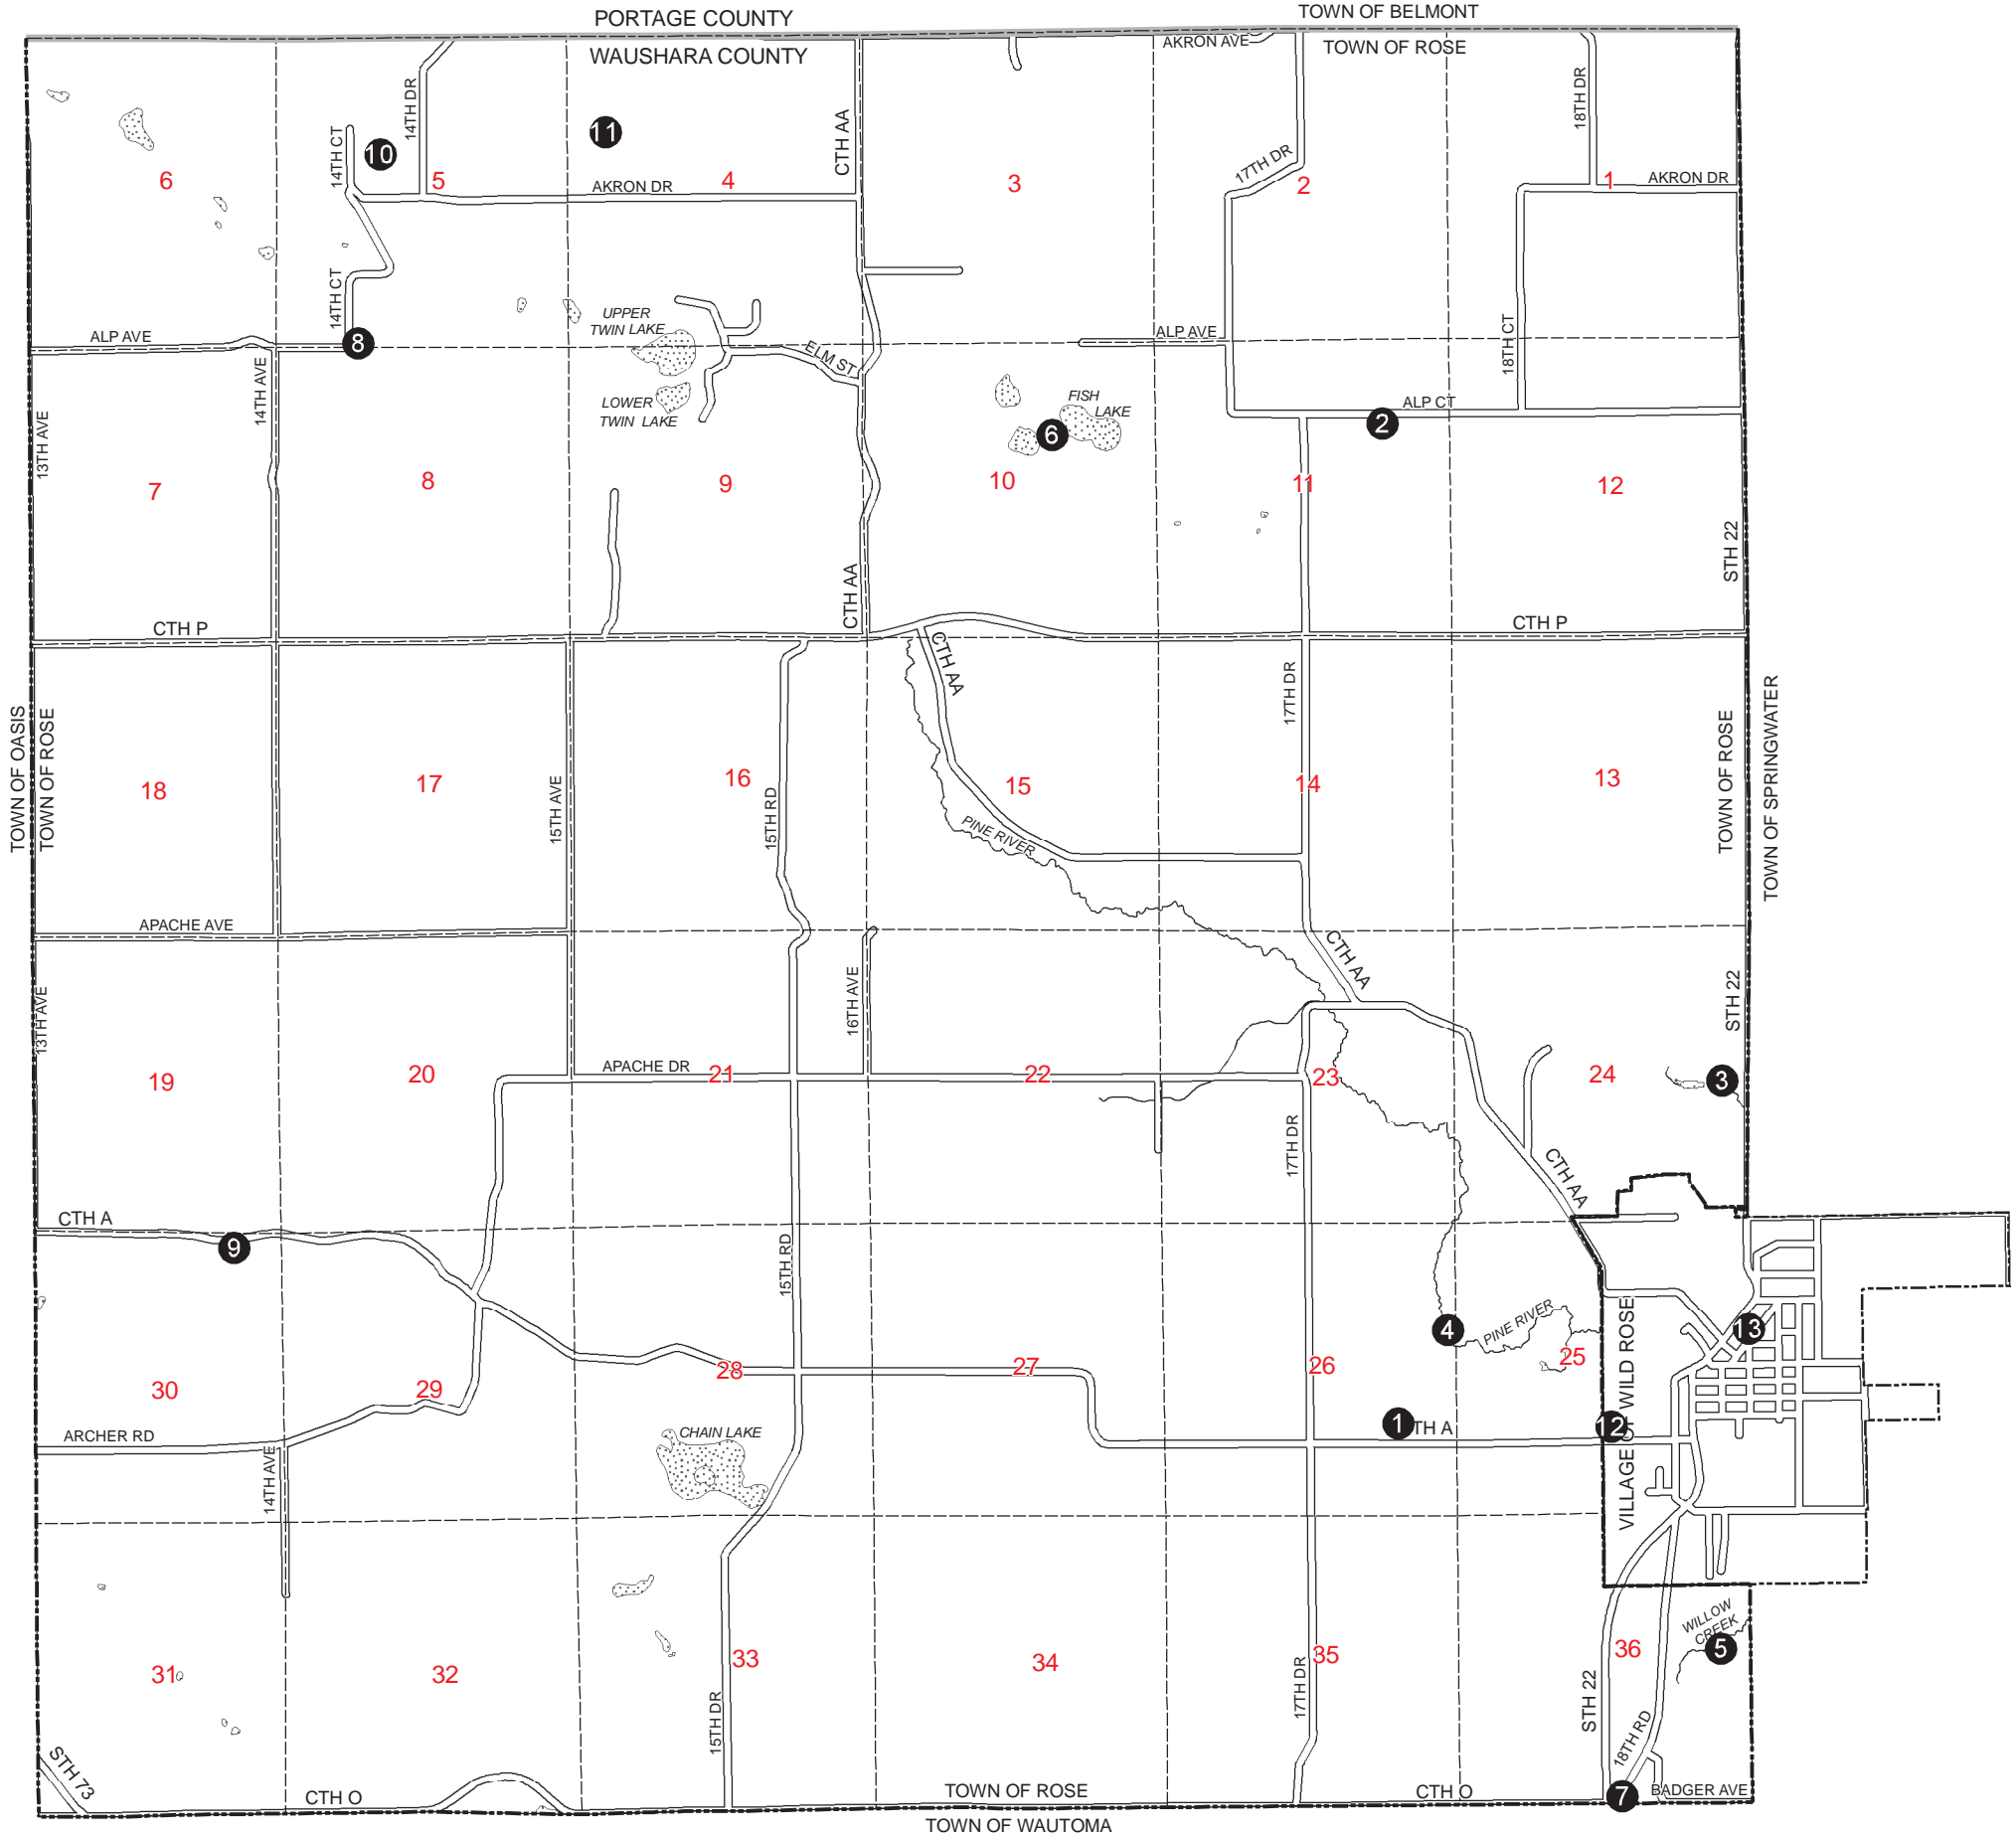 PORTAGE COUNTY
TOWN OF BELMONT
WAUSHARA COUNTY
AKRON AVE
TOWN OF ROSE
14TH DR
18TH DR
CTH AA
11
14TH CT
10
17TH DR
6
5
AKRON DR
4
3
2
1
AKRON DR
14TH CT
UPPER
TWIN LAKE
ALP AVE
8
ELM ST
ALP AVE
18TH CT
14TH AVE
LOWER
TWIN LAKE
FISH
LAKE
6
ALP CT
2
13TH AVE
7
8
9
10
11
12
STH 22
CTH AA
CTH P
CTH P
CTH AA
17TH DR
TOWN OF OASIS
TOWN OF ROSE
TOWN OF ROSE
TOWN OF SPRINGWATER
18
17
15TH AVE
16
15TH RD
15
PINE RIVER
14
13
APACHE AVE
CTH AA
13TH AVE
16TH AVE
STH 22
19
20
APACHE DR
21
22
23
24
3
17TH DR
CTH AA
CTH A
9
15TH RD
4
PINE RIVER
13
VILLAGE OF WILD ROSE
30
29
28
27
26
25
ARCHER RD
14TH AVE
CHAIN LAKE
1
TH A
12
WILLOW
CREEK
5
31
32
33
34
35
36
15TH DR
17TH DR
STH 22
18TH RD
STH 73
CTH O
TOWN OF ROSE
CTH O
7
BADGER AVE
TOWN OF WAUTOMA